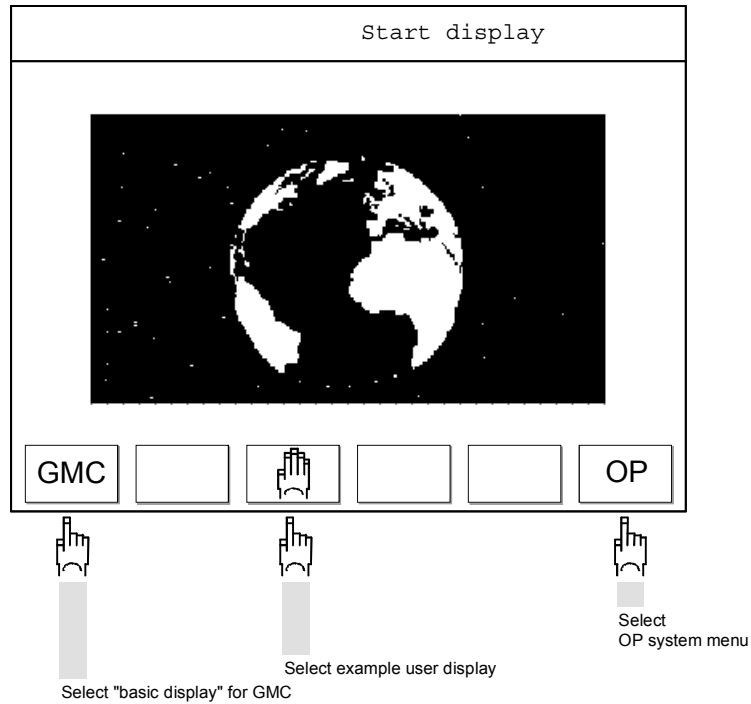 Start display
GMC
OP
Select
OP system menu
Select example user display
Select "basic display" for GMC